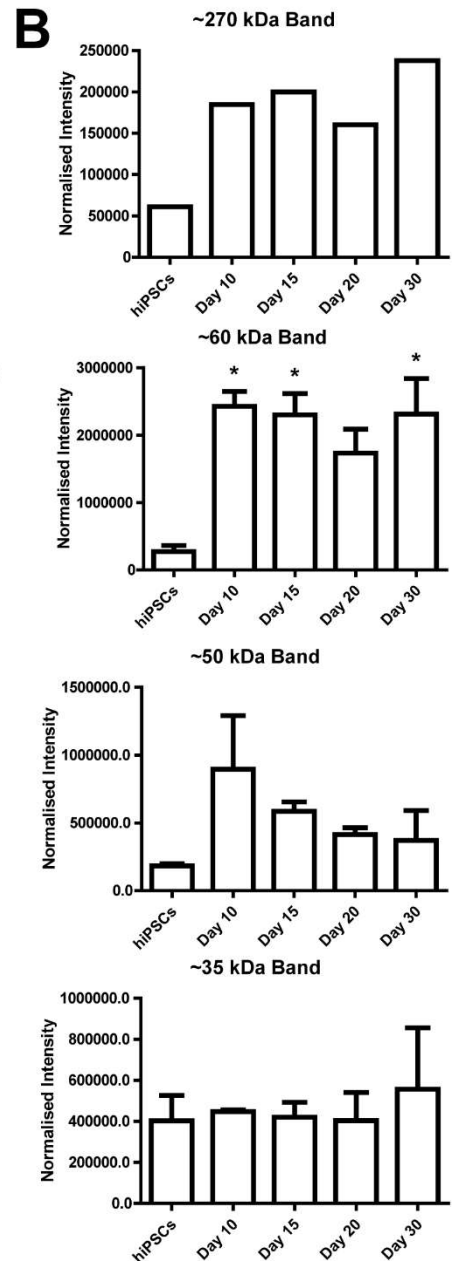 B
~270 kDa Band
Normalised Intensity
250000
200000
150000
100000
50000
0
hiPSCs
Day 10
Day 15
Day 20
Day 30
~60 kDa Band
Normalised Intensity
3000000
2000000
1000000
0
* * *
hiPSCs
Day 10
Day 15
Day 20
Day 30
~50 kDa Band
Normalised Intensity
1500000.0
1000000.0
500000.0
0.0
hiPSCs
Day 10
Day 15
Day 20
Day 30
~35 kDa Band
Normalised Intensity
1000000.0
800000.0
600000.0
400000.0
200000.0
0.0
hiPSCs
Day 10
Day 15
Day 20
Day 30